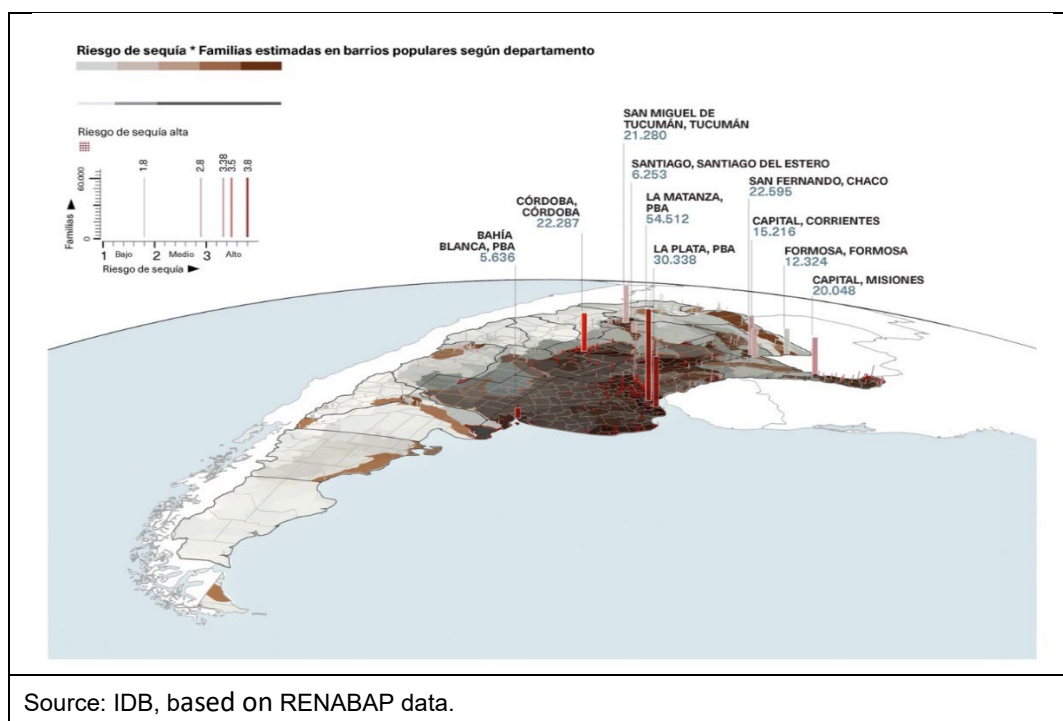 Riesgo de sequía * Familias estimadas en barrios populares según departamento
Riesgo de sequía alta
1.8
2.8
3.38
3.5
3.8
60.000
0
Familias ▶
1 Bajo 2 Medio 3 Alto
Riesgo de sequía ▶
SAN MIGUEL DE
TUCUMÁN, TUCUMÁN
21.280
SANTIAGO, SANTIAGO DEL ESTERO
6.253
SAN FERNANDO, CHACO
22.595
LA MATANZA,
PBA
54.512
CÓRDOBA,
CÓRDOBA
22.287
CAPITAL, CORRIENTES
15.216
BAHÍA
BLANCA, PBA
5.636
LA PLATA, PBA
30.338
FORMOSA, FORMOSA
12.324
CAPITAL, MISIONES
20.048
Source: IDB, based on RENABAP data.